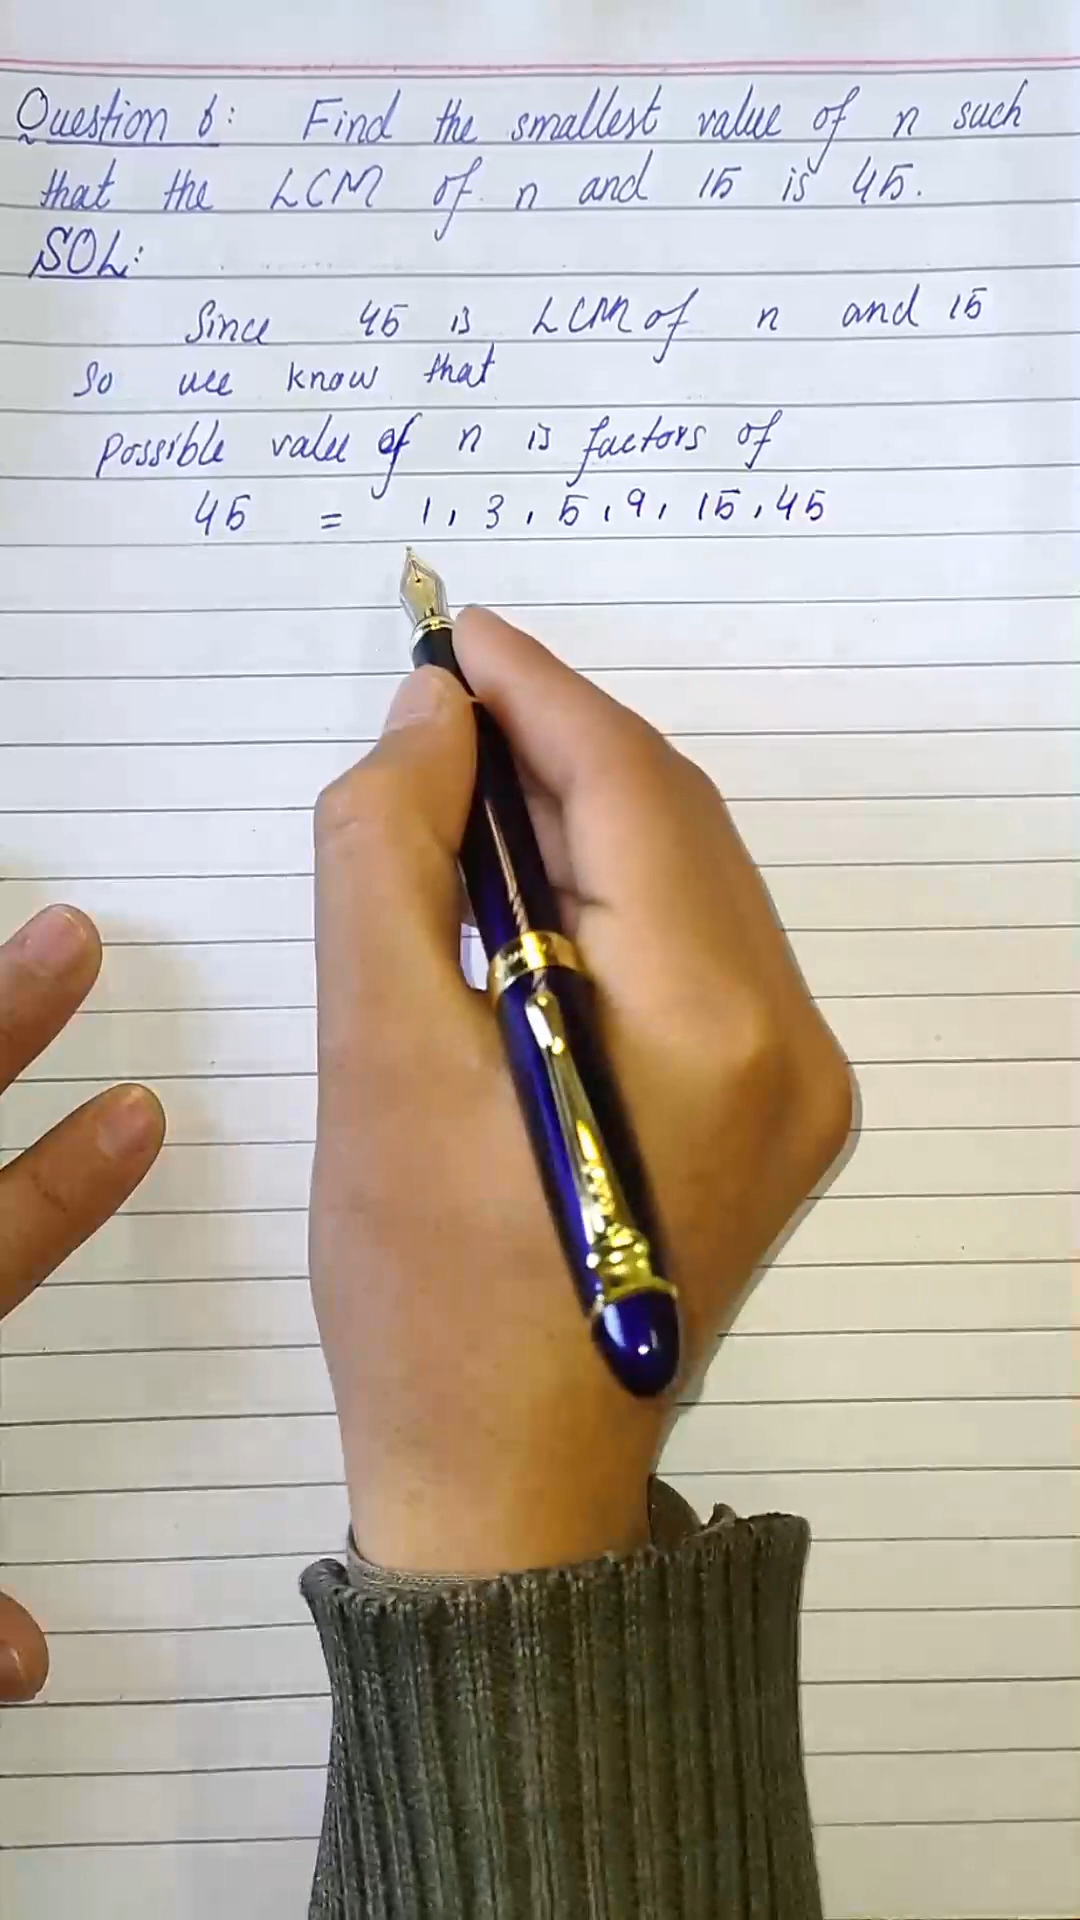 Question 6: Find the smallest value of n such
that the LCM of n and 15 is 45.
SOL:
Since 45 is LCM of n and 15
So we know that
possible value of n is factors of
45 = 1, 3, 5, 9, 15, 45